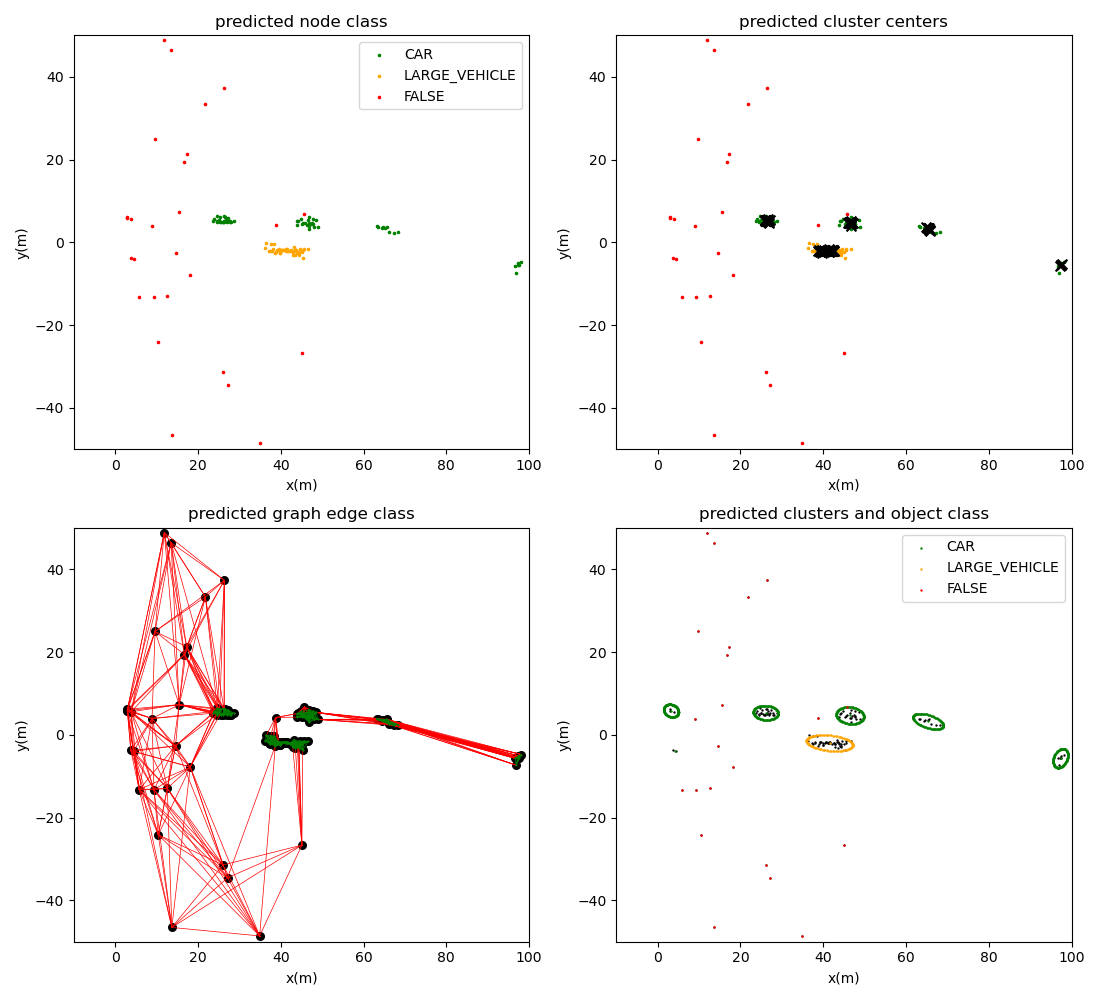 predicted node class
CAR
LARGE_VEHICLE
FALSE
40
20
0
−20
−40
y(m)
0 20 40 60 80 100
x(m)
predicted cluster centers
40
20
0
−20
−40
y(m)
0 20 40 60 80 100
x(m)
predicted graph edge class
40
20
0
−20
−40
y(m)
0 20 40 60 80 100
x(m)
predicted clusters and object class
CAR
LARGE_VEHICLE
FALSE
40
20
0
−20
−40
y(m)
0 20 40 60 80 100
x(m)